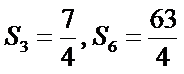 S₃ = 7/4, S₆ = 63/4